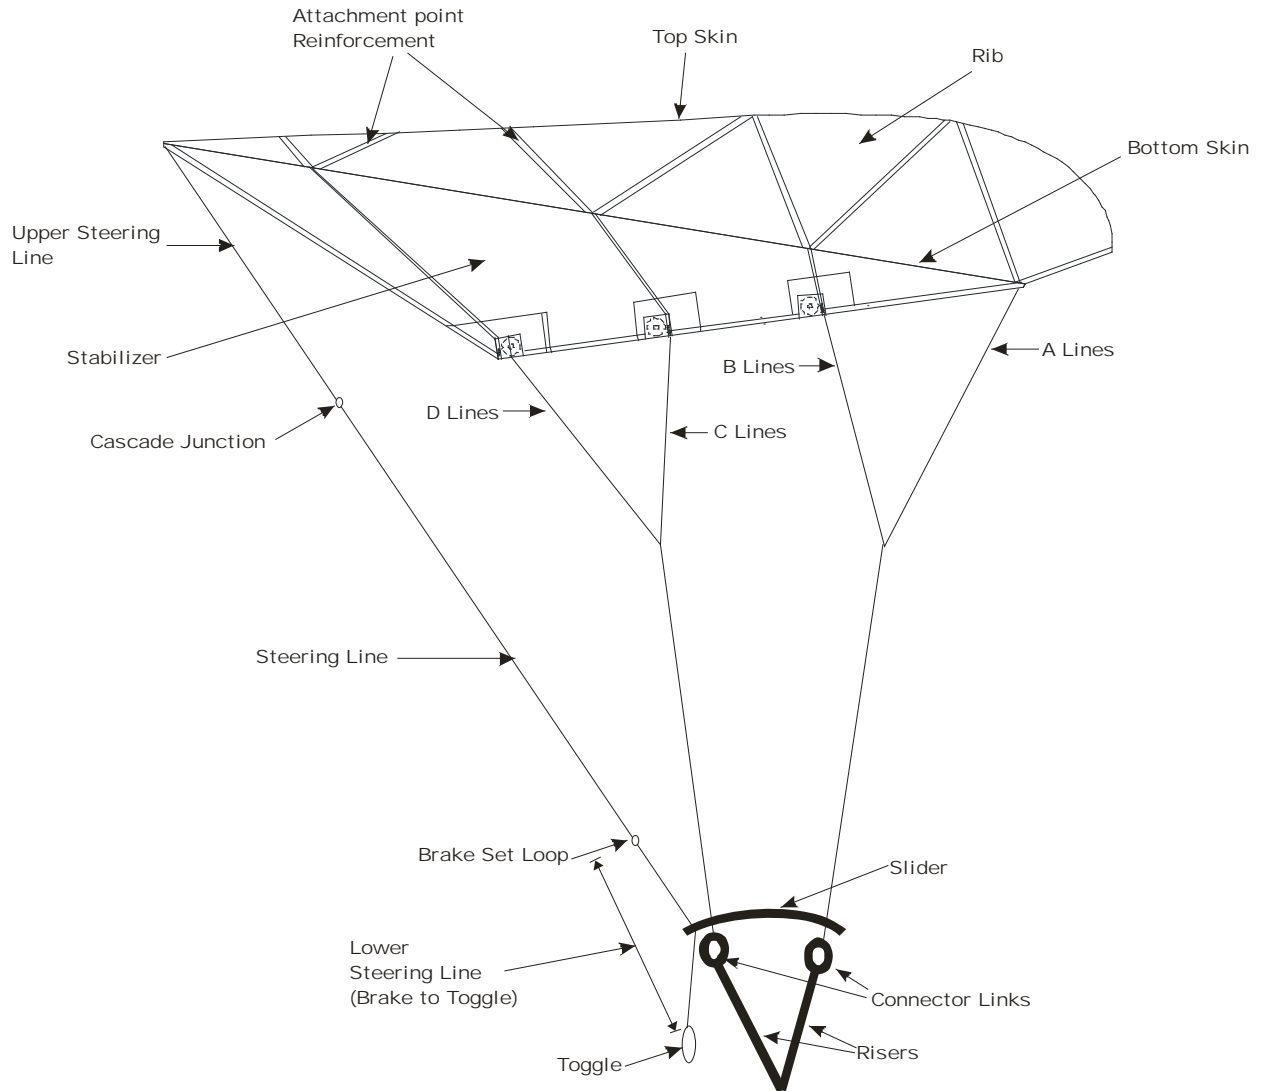 Attachment point
Reinforcement
Top Skin
Rib
Bottom Skin
Upper Steering
Line
Stabilizer
A Lines
B Lines
D Lines
C Lines
Cascade Junction
Steering Line
Brake Set Loop
Slider
Lower
Steering Line
(Brake to Toggle)
Connector Links
Risers
Toggle